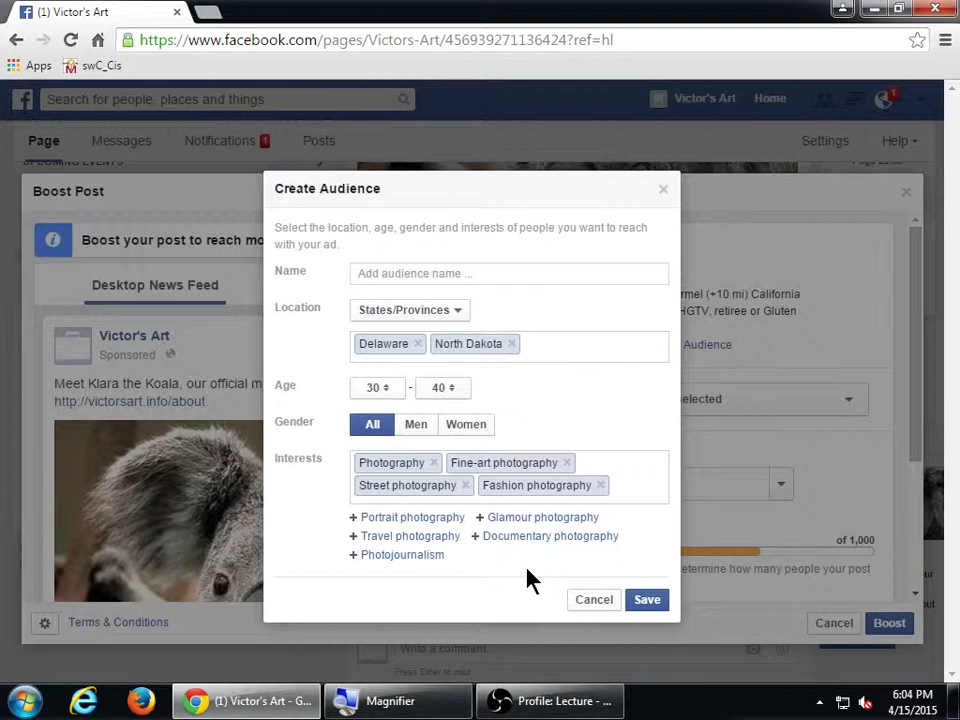 (1) Victor's Art
https://www.facebook.com/pages/Victors-Art/456939271136424?ref=hl
Apps swC_Cis
Search for people, places and things
Victor's Art Home 1
Page Messages Notifications 1 Posts Settings Help
UPCOMING EVENTS
Boost Post
Boost your post to reach mo
Desktop News Feed
Victor's Art
Sponsored
Meet Klara the Koala, our official m
http://victorsart.info/about
Terms & Conditions
Create Audience
Select the location, age, gender and interests of people you want to reach
with your ad.
Name Add audience name ...
Location States/Provinces
Delaware North Dakota
Age 30 - 40
Gender All Men Women
Interests Photography Fine-art photography
Street photography Fashion photography
+ Portrait photography + Glamour photography
+ Travel photography + Documentary photography
+ Photojournalism
Cancel Save
rmel (+10 mi) California
HGTV, retiree or Gluten
Audience
selected
of 1,000
determine how many people your post
Cancel Boost
Write a comment.
Press Enter to post
(1) Victor's Art - G... Magnifier Profile: Lecture - ...
6:04 PM
4/15/2015